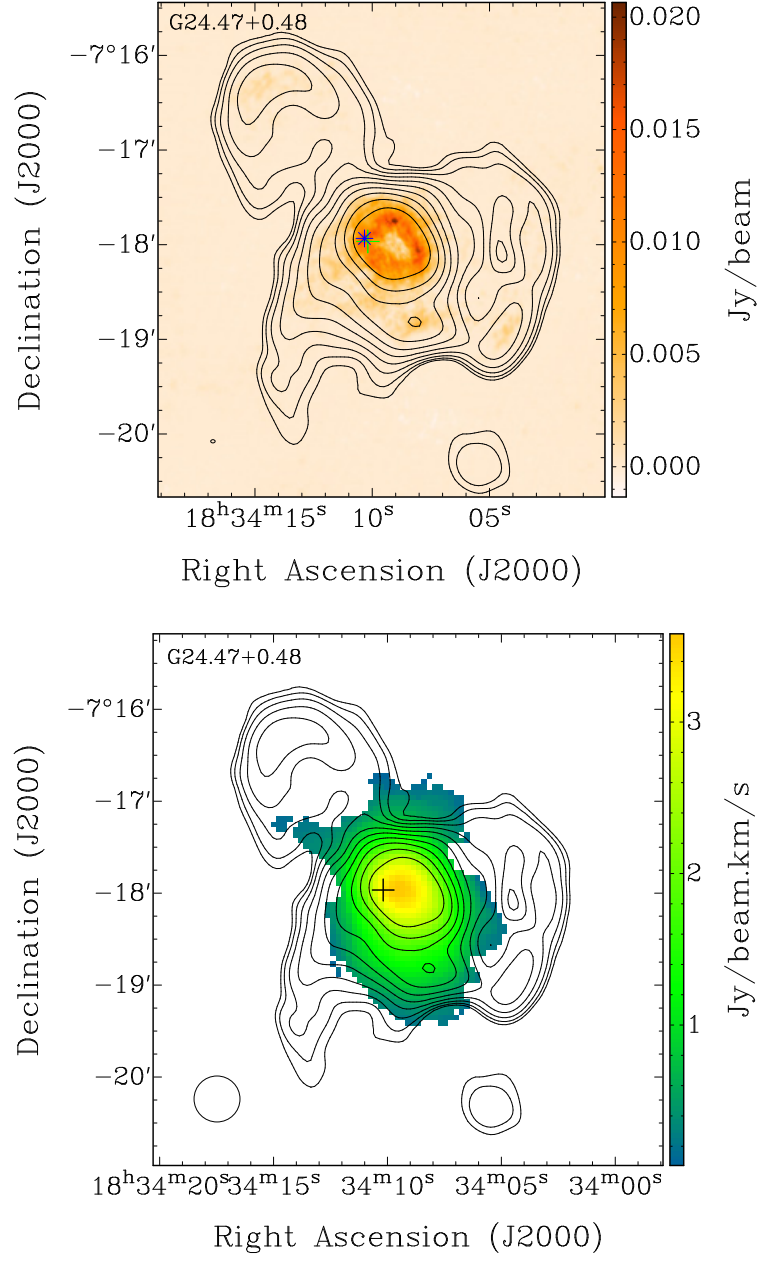 G24.47+0.48
0.020
−7°16′
−17′
0.015
−18′
0.010
−19′
0.005
−20′
0.000
18ʰ34ᵐ15ˢ 10ˢ 05ˢ
Declination (J2000)
Jy/beam
Right Ascension (J2000)
G24.47+0.48
−7°16′
3
−17′
−18′
2
−19′
1
−20′
18ʰ34ᵐ20ˢ 34ᵐ15ˢ 34ᵐ10ˢ 34ᵐ05ˢ 34ᵐ00ˢ
Declination (J2000)
Jy/beam.km/s
Right Ascension (J2000)